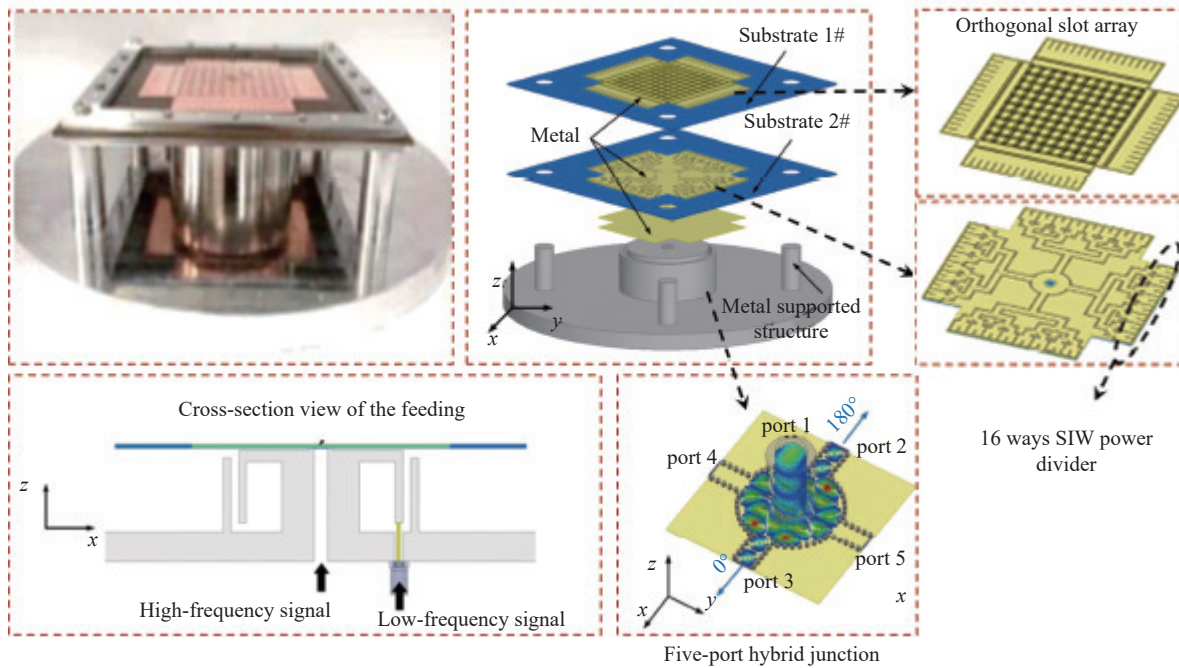 Substrate 1#
Metal
Substrate 2#
z
y
x
Metal supported
structure
Orthogonal slot array
16 ways SIW power
divider
Cross-section view of the feeding
z
x
High-frequency signal
Low-frequency signal
port 1
180°
port 2
port 4
port 5
0°
port 3
z
y
x
x
Five-port hybrid junction